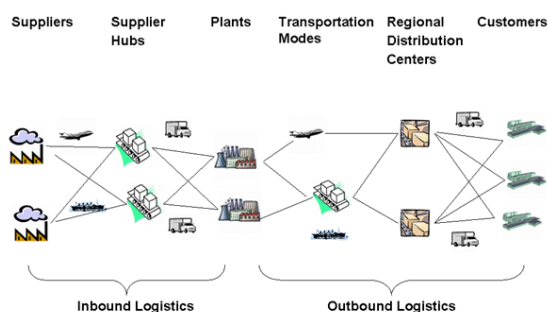 Suppliers
Supplier
Hubs
Plants
Transportation
Modes
Regional
Distribution
Centers
Customers
Inbound Logistics
Outbound Logistics